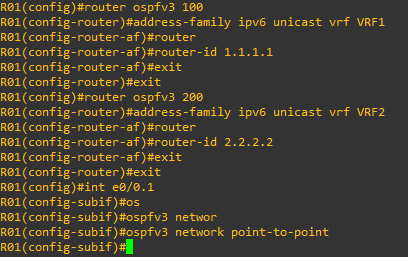 R01(config)#router ospfv3 100
R01(config-router)#address-family ipv6 unicast vrf VRF1
R01(config-router-af)#router
R01(config-router-af)#router-id 1.1.1.1
R01(config-router-af)#exit
R01(config-router)#exit
R01(config)#router ospfv3 200
R01(config-router)#address-family ipv6 unicast vrf VRF2
R01(config-router-af)#router
R01(config-router-af)#router-id 2.2.2.2
R01(config-router-af)#exit
R01(config-router)#exit
R01(config)#int e0/0.1
R01(config-subif)#os
R01(config-subif)#ospfv3 networ
R01(config-subif)#ospfv3 network point-to-point
R01(config-subif)#